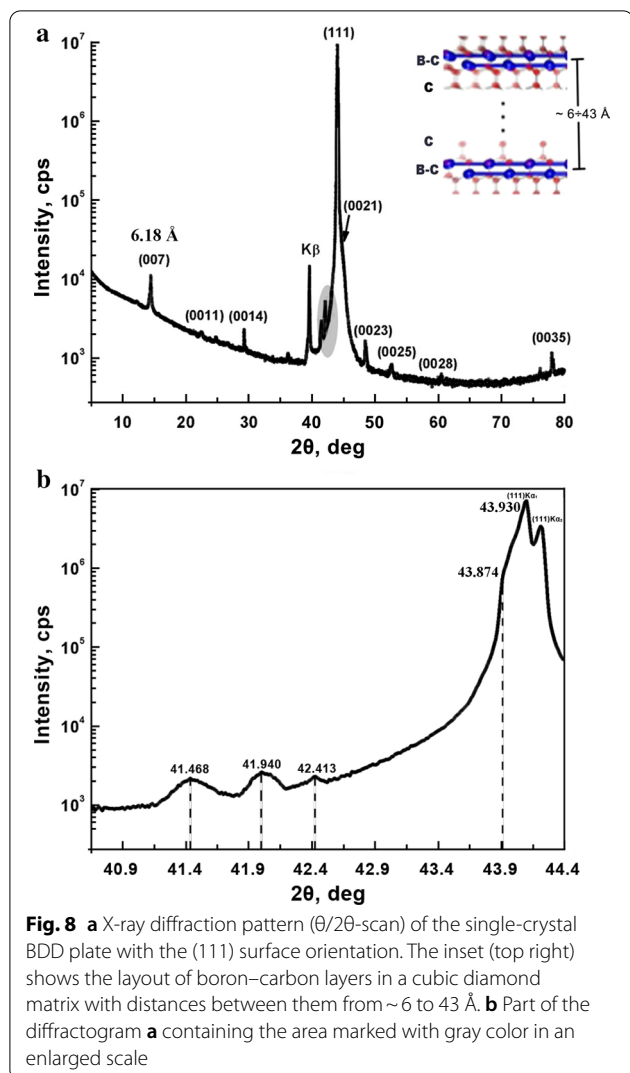 a
10⁷
10⁶
10⁵
10⁴
10³
Intensity, cps
(111)
(0021)
6.18 Å
(007)
(0011)
(0014)
Kβ
(0023)
(0025)
(0028)
(0035)
B-C
C
C
B-C
~ 6÷43 Å
10 20 30 40 50 60 70 80
2θ, deg
b
10⁷
10⁶
10⁵
10⁴
10³
Intensity, cps
(111)Kα₁
43.930
(111)Kα₂
43.874
41.468
41.940
42.413
40.9 41.4 41.9 42.4 42.9 43.4 43.9 44.4
2θ, deg
Fig. 8 a X-ray diffraction pattern (θ/2θ-scan) of the single-crystal
BDD plate with the (111) surface orientation. The inset (top right)
shows the layout of boron–carbon layers in a cubic diamond
matrix with distances between them from ~ 6 to 43 Å. b Part of the
diffractogram a containing the area marked with gray color in an
enlarged scale